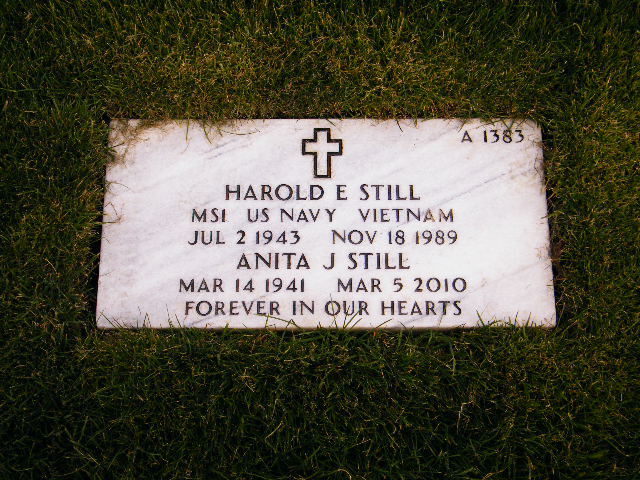 A 1383
HAROLD E STILL
MS1 US NAVY VIETNAM
JUL 2 1943 NOV 18 1989
ANITA J STILL
MAR 14 1941 MAR 5 2010
FOREVER IN OUR HEARTS